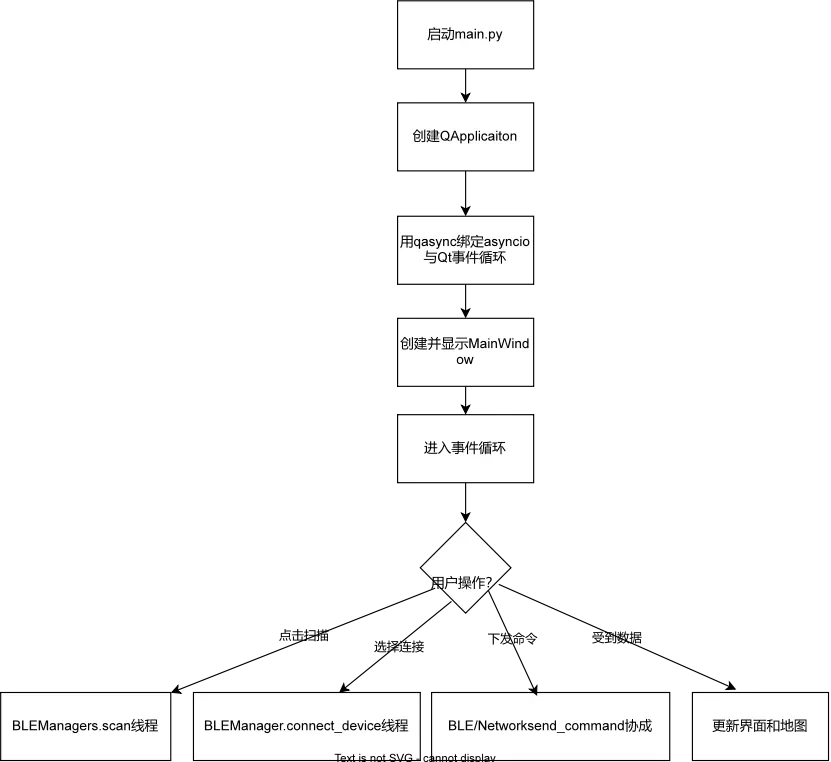 启动main.py
创建QApplicaiton
用qasync绑定asyncio
与Qt事件循环
创建并显示MainWind
ow
进入事件循环
用户操作？
点击扫描
选择连接
下发命令
受到数据
BLEManagers.scan线程
BLEManager.connect_device线程
BLE/Networksend_command协成
更新界面和地图
Text is not SVG - cannot display